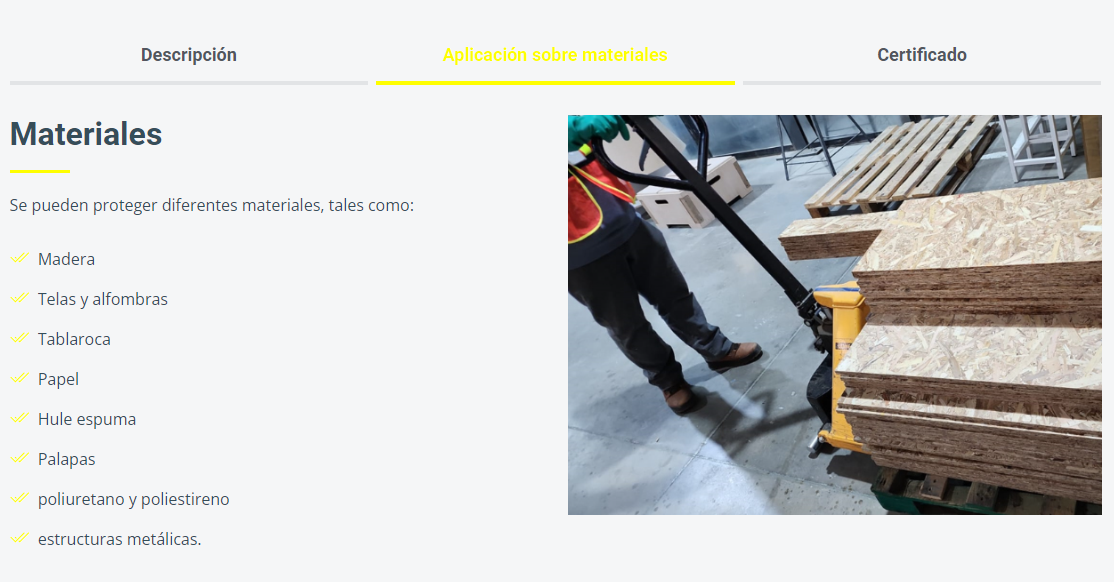 Descripción
Aplicación sobre materiales
Certificado
Materiales
Se pueden proteger diferentes materiales, tales como:
Madera
Telas y alfombras
Tablaroca
Papel
Hule espuma
Palapas
poliuretano y poliestireno
estructuras metálicas.